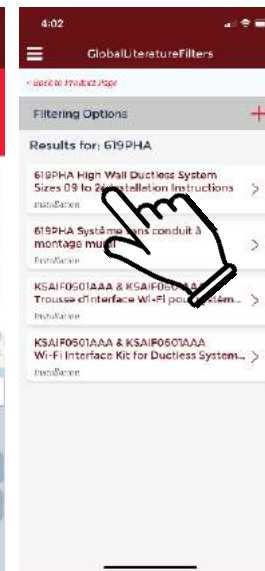 4:02
GlobalLiteratureFilters
< Back to Product Page
Filtering Options +
Results for: 619PHA
619PHA High Wall Ductless System
Sizes 09 to 24 Installation Instructions
Installation
619PHA Système sans conduit à
montage mural
Installation
KSAIF0501AAA &
Trousse d'interface Wi-Fi pour
Installation
KSAIF0501AAA & KSAIF0601AAA
Wi-Fi Interface Kit for Ductless System...
Installation